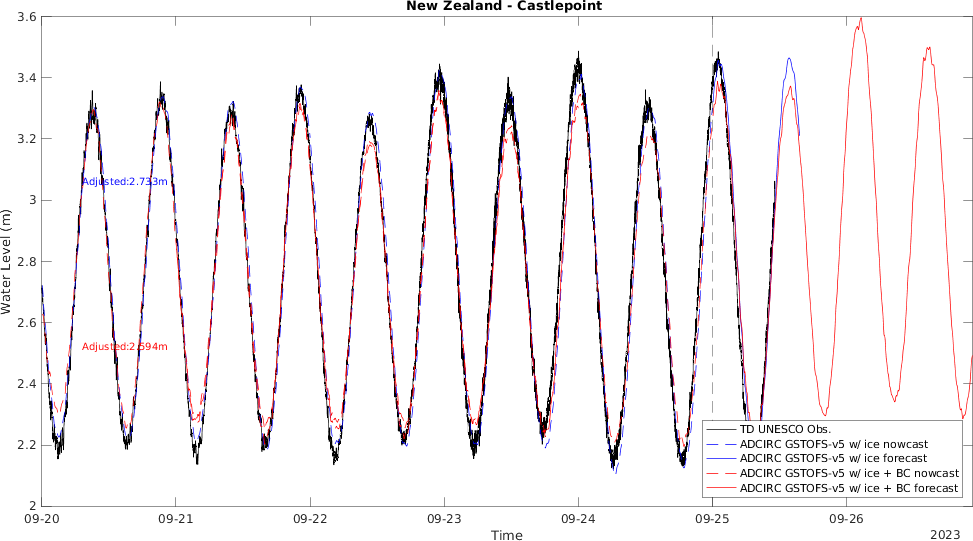 New Zealand - Castlepoint
3.6
3.4
3.2
3
2.8
2.6
2.4
2.2
2
Water Level (m)
Adjusted:2.733m
Adjusted:2.594m
TD UNESCO Obs.
ADCIRC GSTOFS-v5 w/ ice nowcast
ADCIRC GSTOFS-v5 w/ ice forecast
ADCIRC GSTOFS-v5 w/ ice + BC nowcast
ADCIRC GSTOFS-v5 w/ ice + BC forecast
09-20 09-21 09-22 09-23 09-24 09-25 09-26
Time
2023